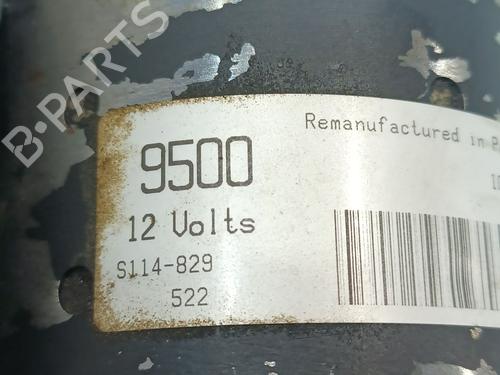 B-PARTS
Remanufactured in
9500
12 Volts
S114-829
522